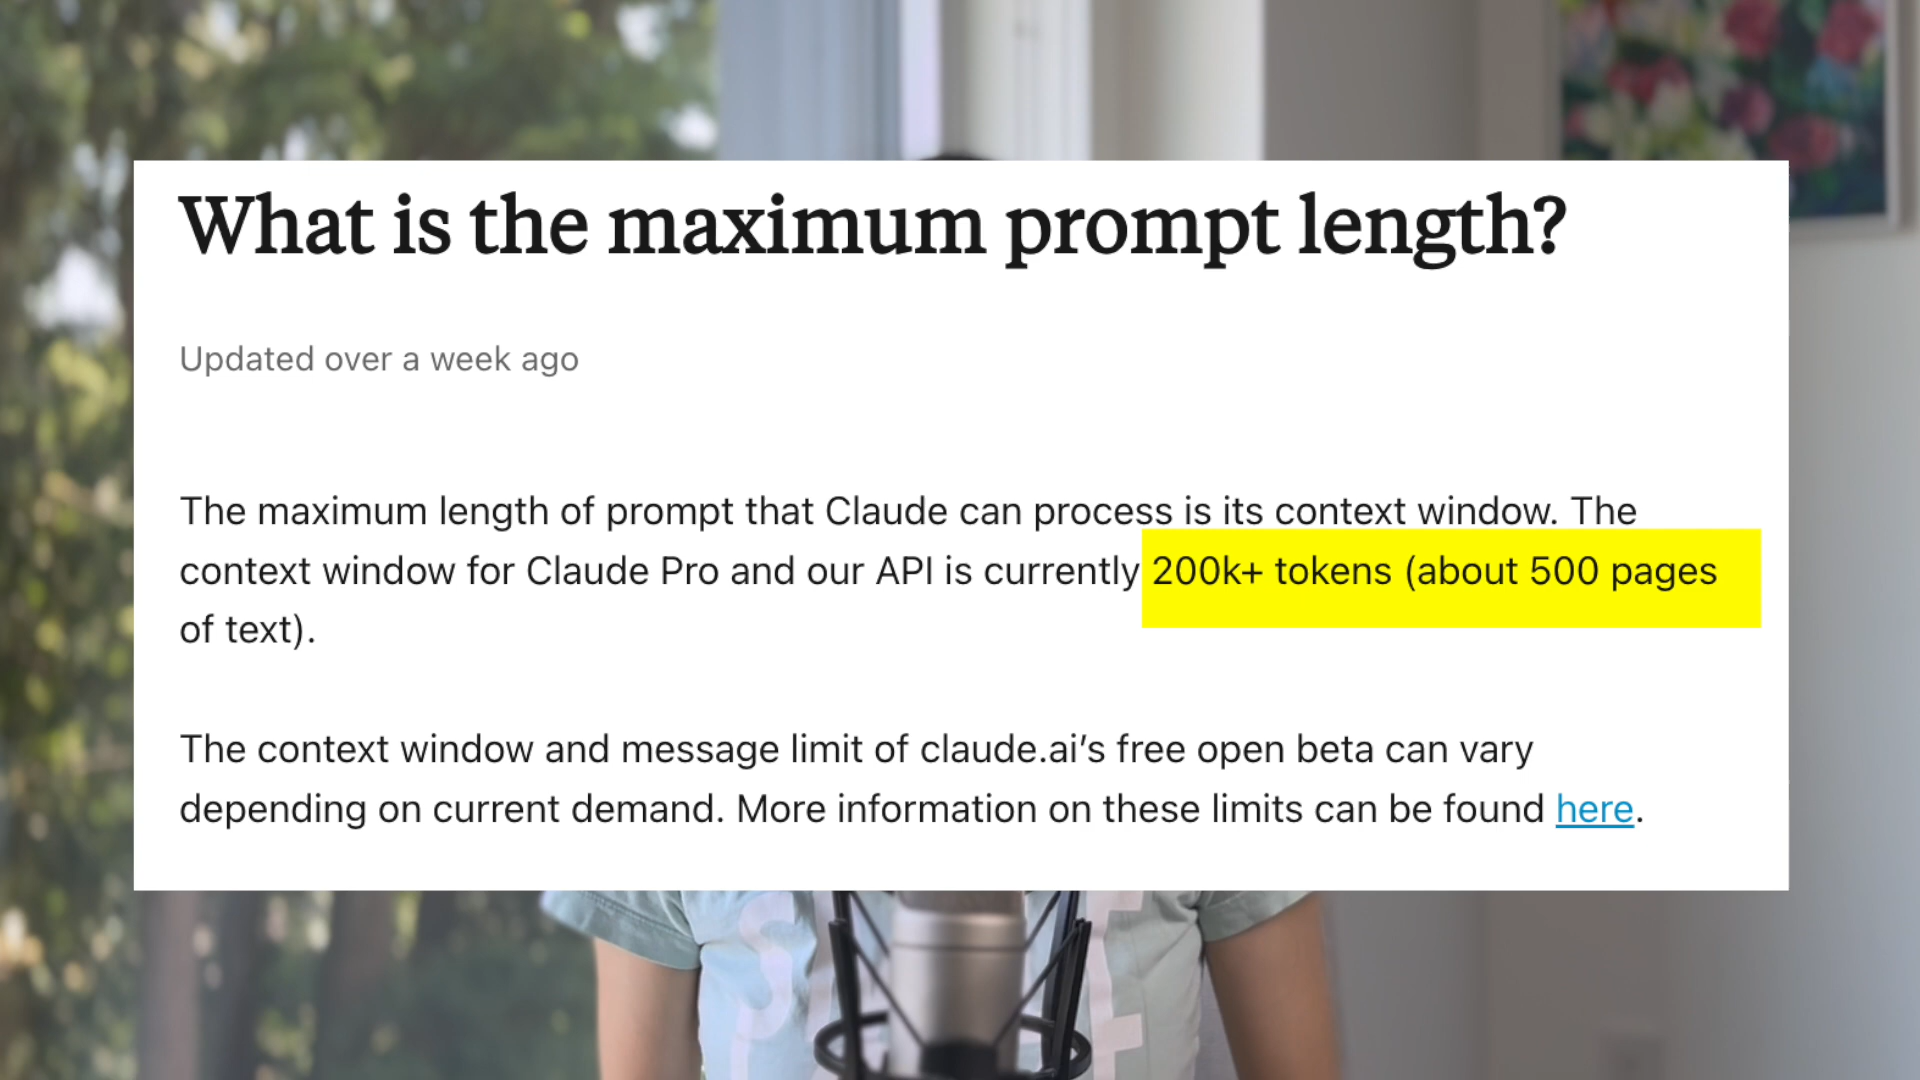 What is the maximum prompt length?
Updated over a week ago
The maximum length of prompt that Claude can process is its context window. The
context window for Claude Pro and our API is currently 200k+ tokens (about 500 pages
of text).
The context window and message limit of claude.ai’s free open beta can vary
depending on current demand. More information on these limits can be found here.